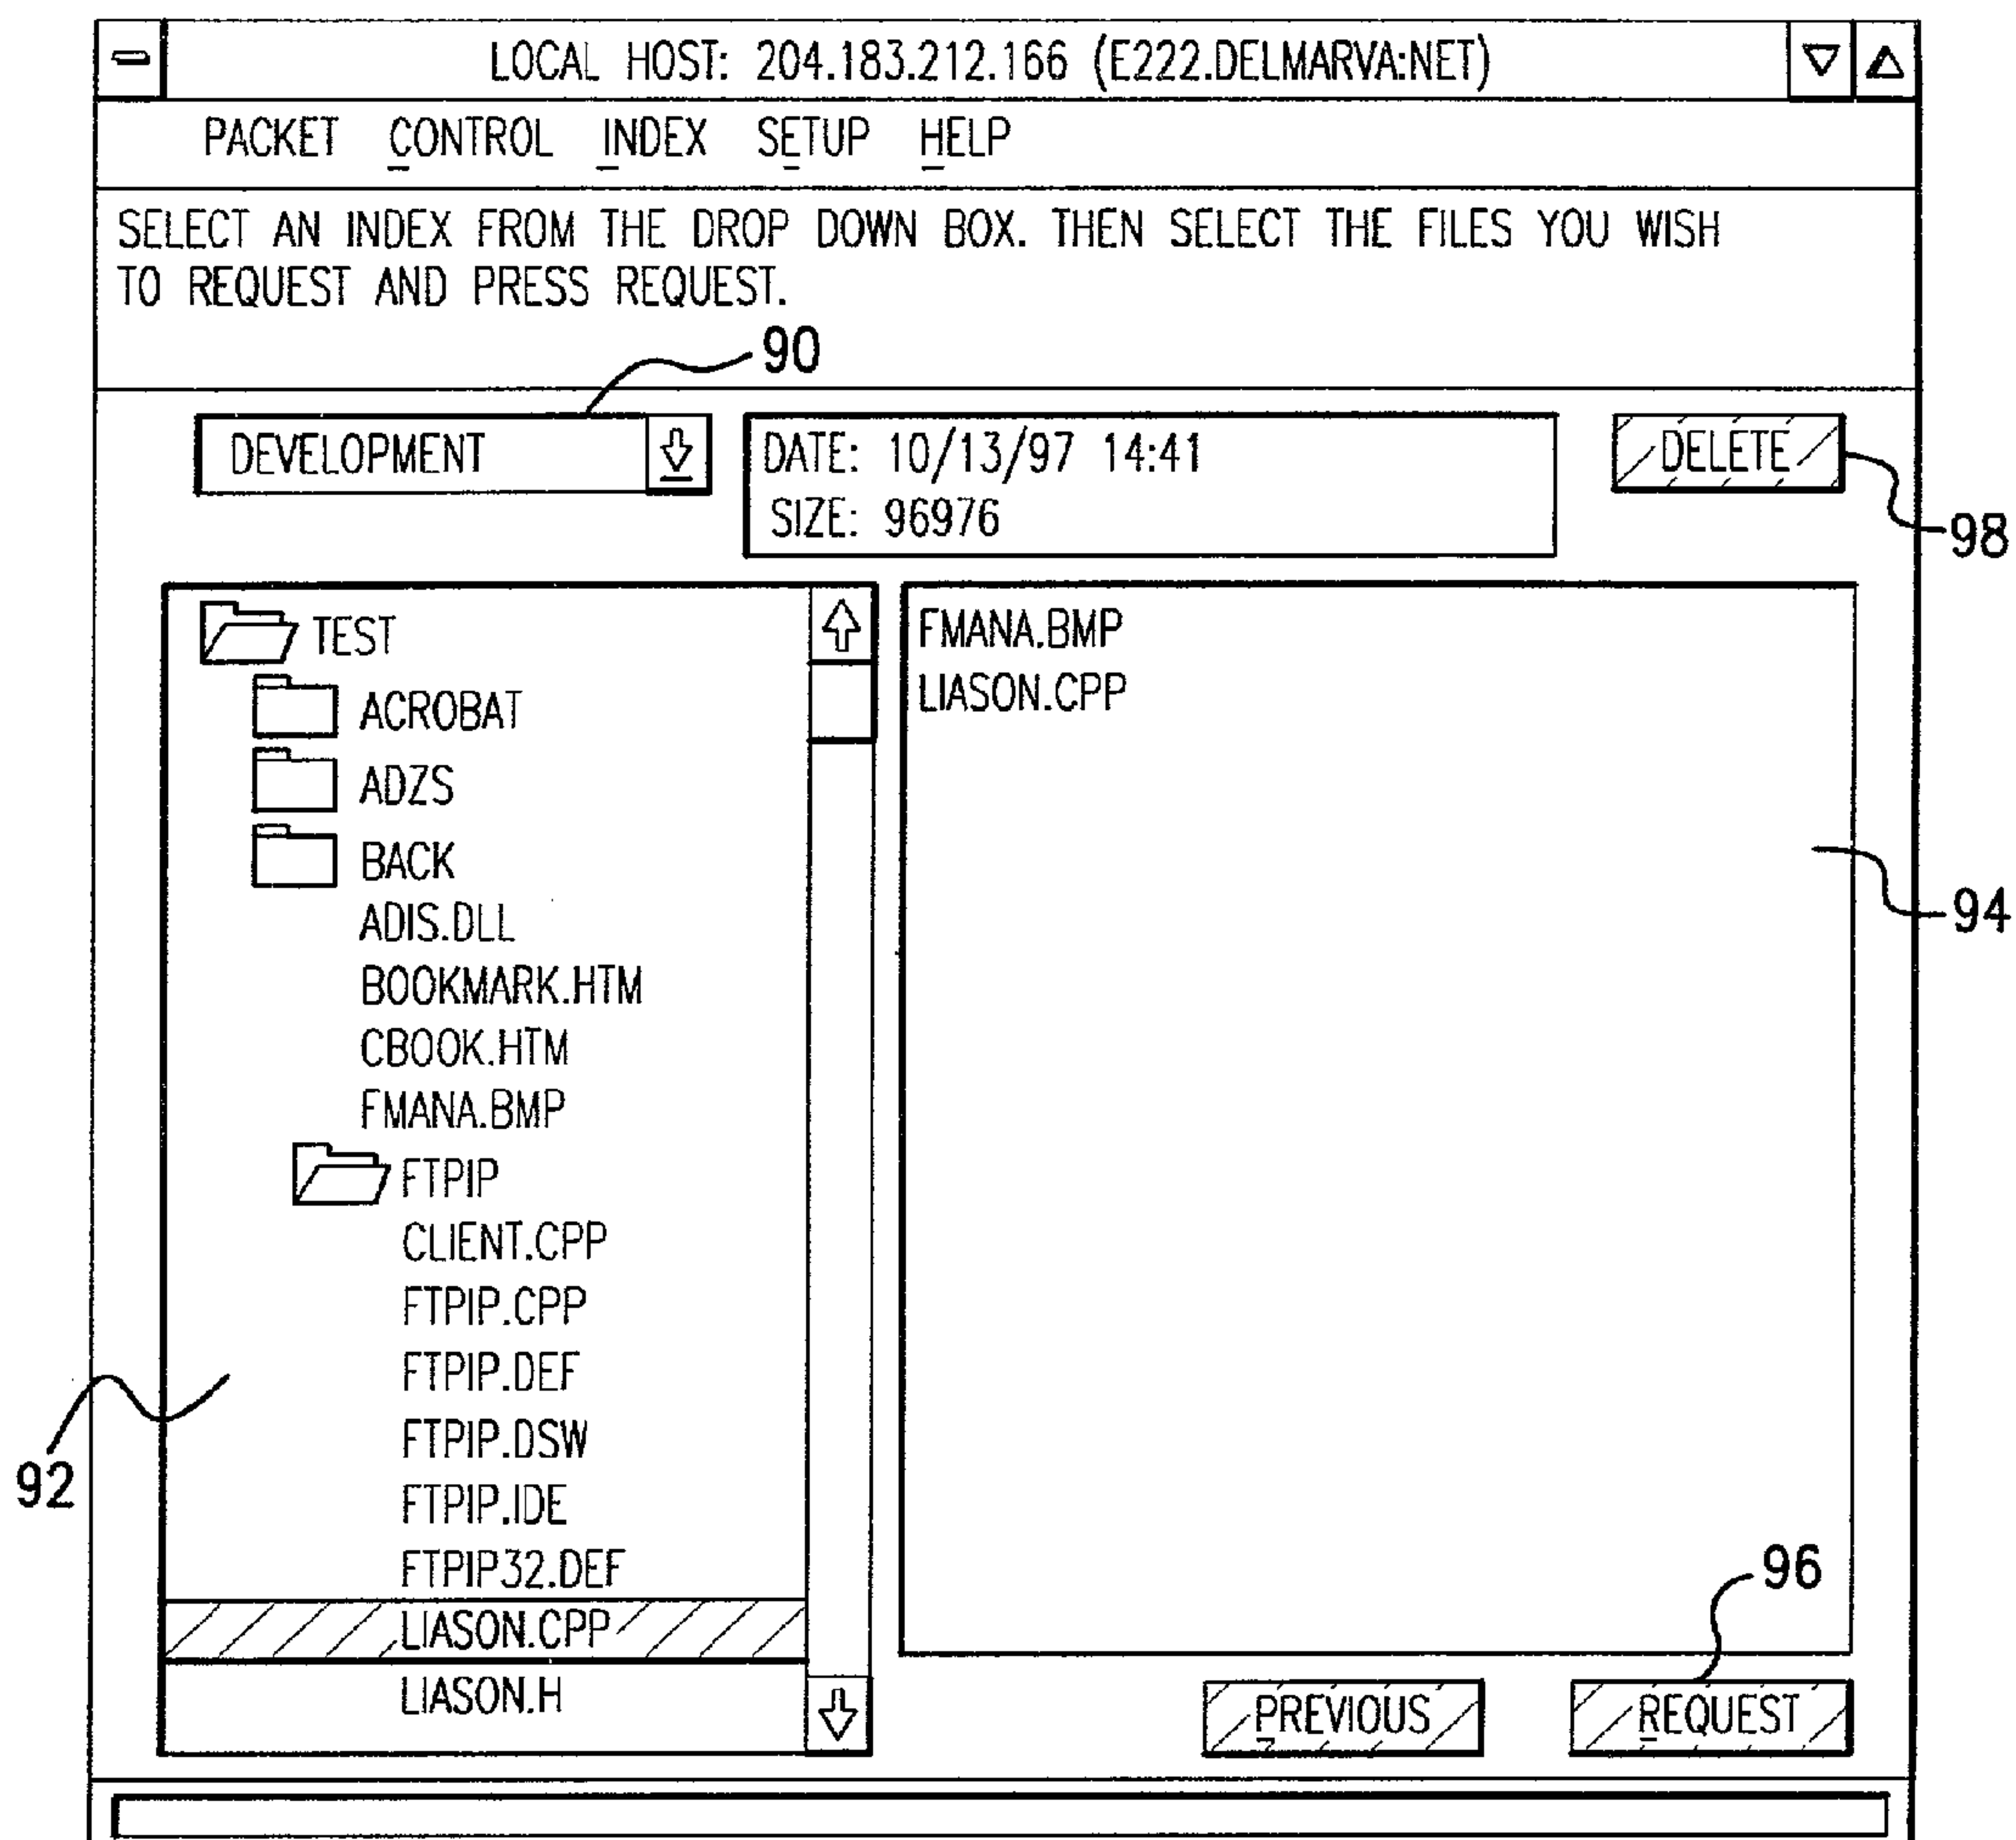 LOCAL HOST: 204.183.212.166 (E222.DELMARVA:NET)
PACKET CONTROL INDEX SETUP HELP
SELECT AN INDEX FROM THE DROP DOWN BOX. THEN SELECT THE FILES YOU WISH
TO REQUEST AND PRESS REQUEST.
90
DEVELOPMENT
DATE: 10/13/97 14:41
SIZE: 96976
DELETE
98
TEST
ACROBAT
ADZS
BACK
ADIS.DLL
BOOKMARK.HTM
CBOOK.HTM
FMANA.BMP
FTPIP
CLIENT.CPP
FTPIP.CPP
FTPIP.DEF
FTPIP.DSW
FTPIP.IDE
FTPIP32.DEF
LIASON.CPP
LIASON.H
92
FMANA.BMP
LIASON.CPP
94
96
PREVIOUS
REQUEST